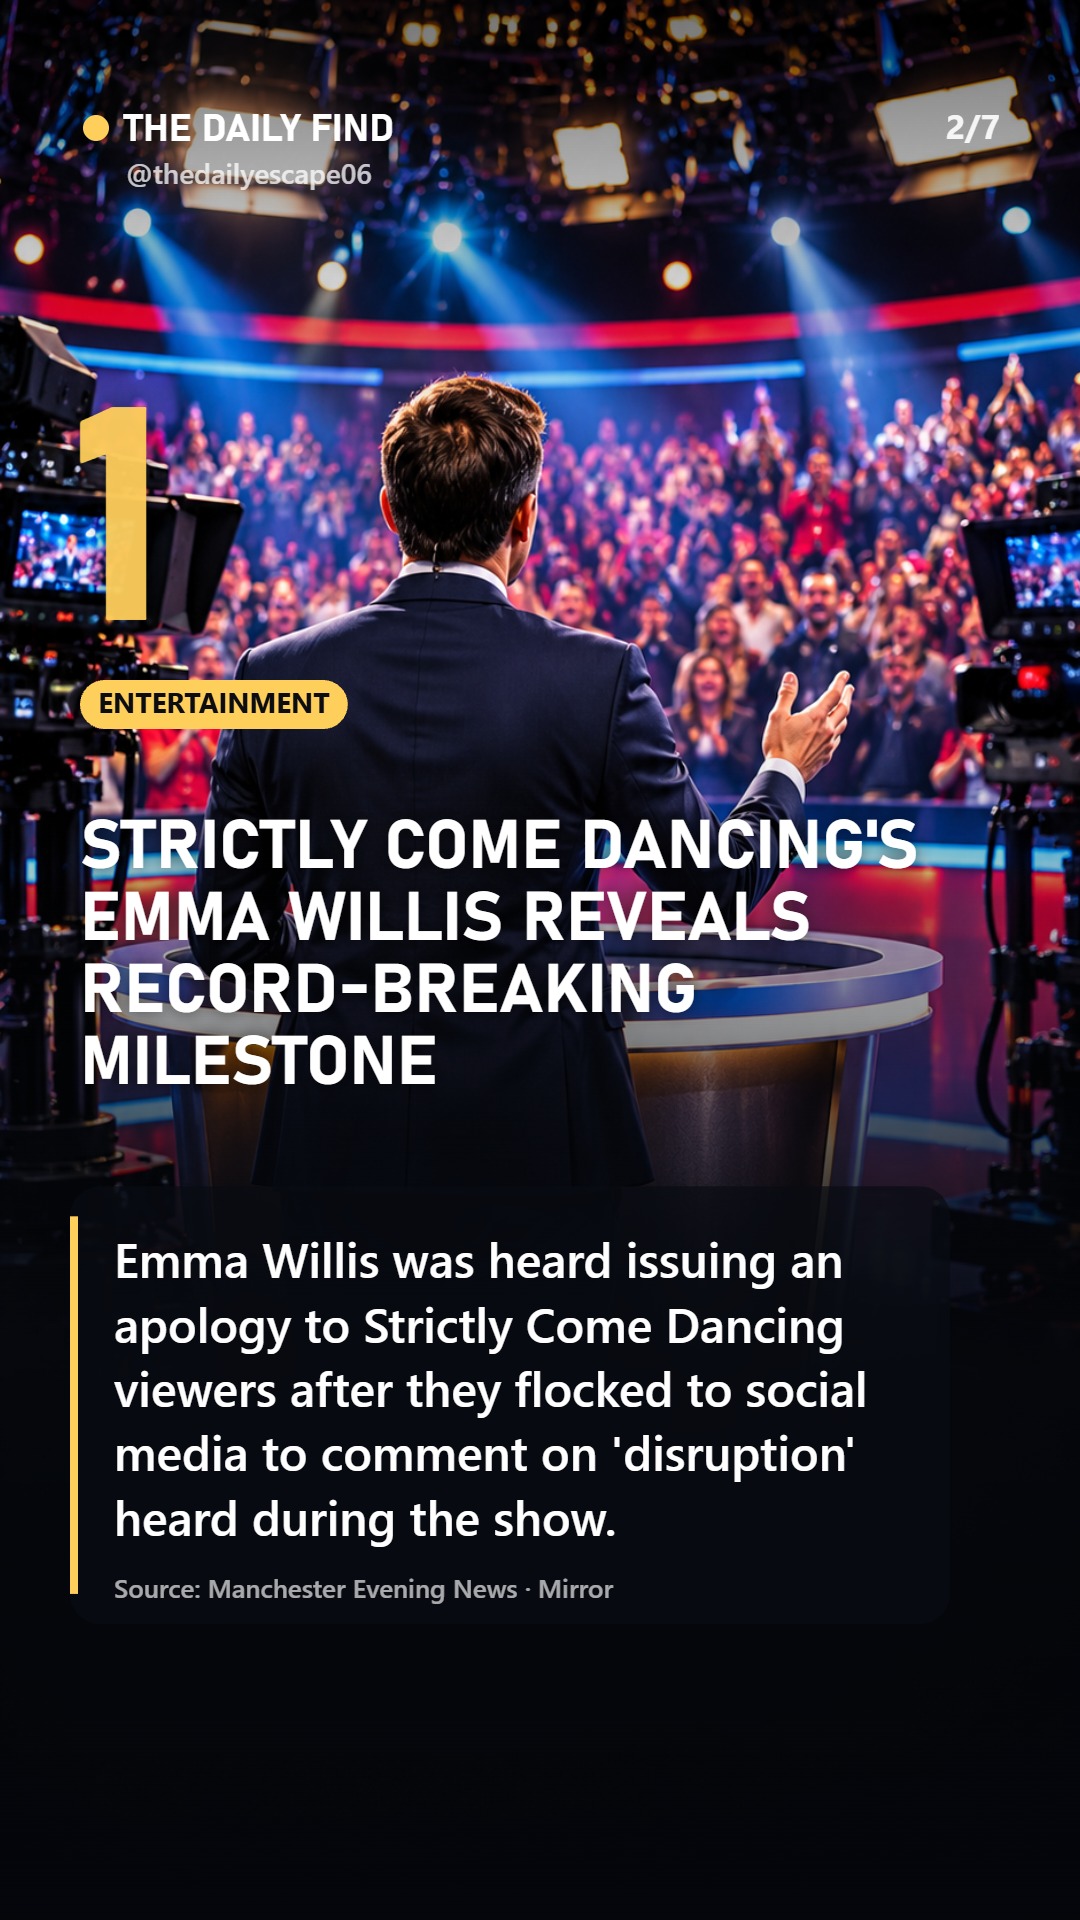 THE DAILY FIND
@thedailyescape06
2/7
1
ENTERTAINMENT
STRICTLY COME DANCING'S
EMMA WILLIS REVEALS
RECORD-BREAKING
MILESTONE
Emma Willis was heard issuing an
apology to Strictly Come Dancing
viewers after they flocked to social
media to comment on 'disruption'
heard during the show.
Source: Manchester Evening News · Mirror